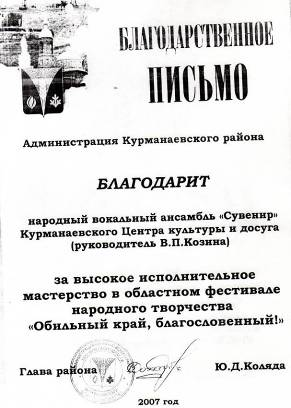 БЛАГОДАРСТВЕННОЕ
ПИСЬМО
Администрация Курманаевского района
БЛАГОДАРИТ
народный вокальный ансамбль «Сувенир»
Курманаевского Центра культуры и досуга
(руководитель В.П.Козина)
за высокое исполнительное
мастерство в областном фестивале
народного творчества
«Обильный край, благословенный!»
Глава района Ю.Д.Коляда
2007 год